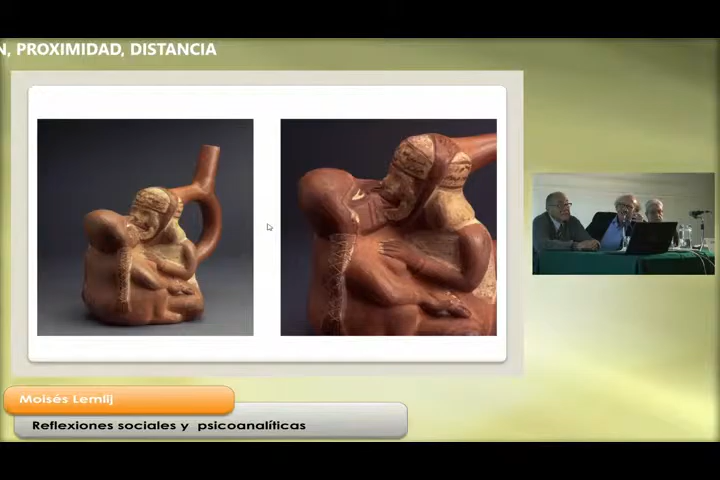 N, PROXIMIDAD, DISTANCIA
Moisés Lemlij
Reflexiones sociales y psicoanalíticas